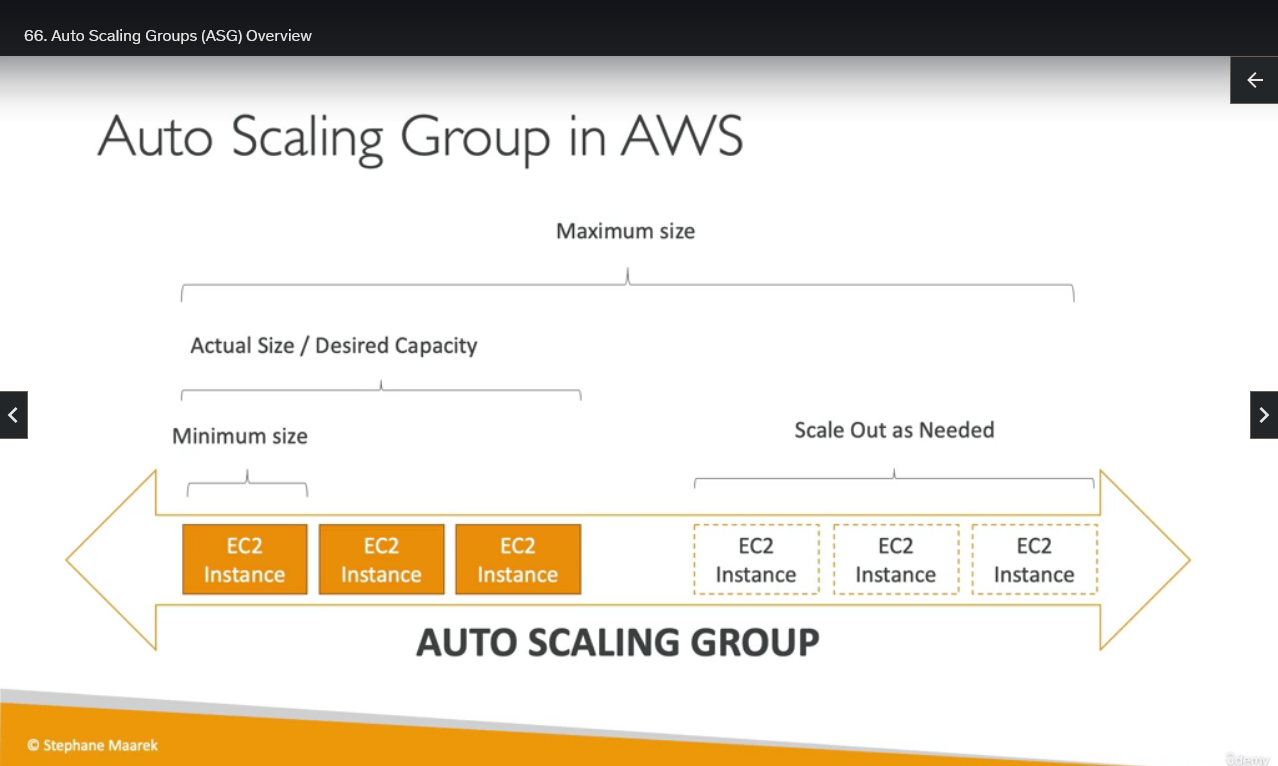 66. Auto Scaling Groups (ASG) Overview
Auto Scaling Group in AWS
Maximum size
Actual Size / Desired Capacity
Minimum size
Scale Out as Needed
EC2
Instance
EC2
Instance
EC2
Instance
EC2
Instance
EC2
Instance
EC2
Instance
AUTO SCALING GROUP
© Stephane Maarek
ûdemy